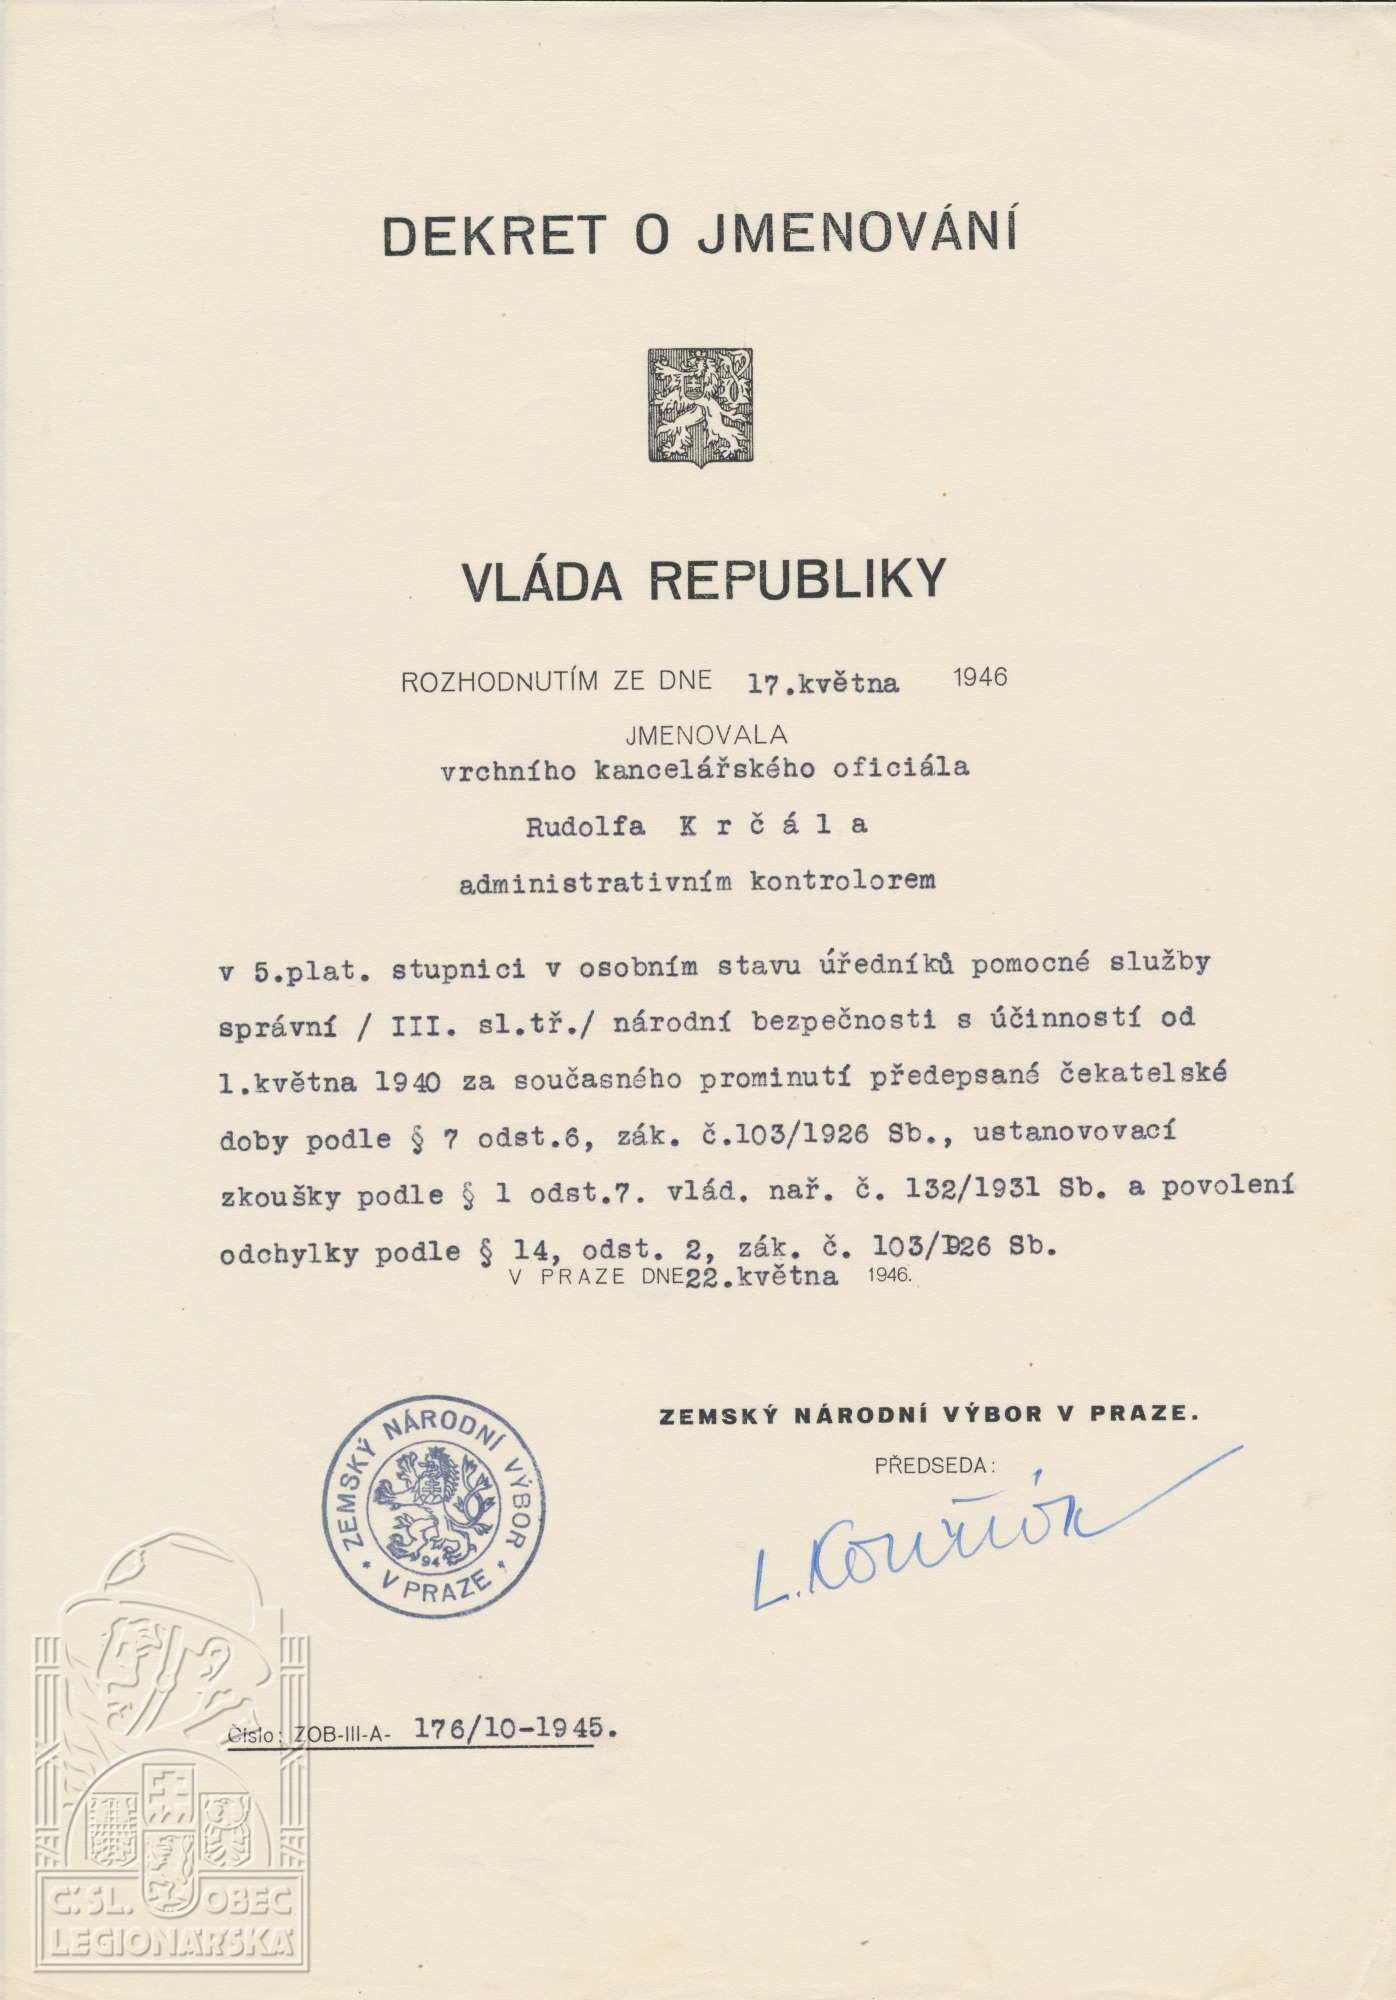 DEKRET O JMENOVÁNÍ
VLÁDA REPUBLIKY
ROZHODNUTÍM ZE DNE 17.května 1946
JMENOVALA
vrchního kancelářského oficiála
Rudolfa K r č á l a
administrativním kontrolorem
v 5.plat. stupnici v osobním stavu úředníků pomocné služby
správní / III. sl.tř./ národní bezpečnosti s účinností od
1.května 1940 za současného prominutí předepsané čekatelské
doby podle § 7 odst.6, zák. č.103/1926 Sb., ustanovovací
zkoušky podle § 1 odst.7. vlád. nař. č. 132/1931 Sb. a povolení
odchylky podle § 14, odst. 2, zák. č. 103/1926 Sb.
V PRAZE DNE 22.května 1946.
ZEMSKÝ NÁRODNÍ VÝBOR V PRAZE.
PŘEDSEDA:
ZEMSKÝ NÁRODNÍ VÝBOR
* V PRAZE *
94
Číslo: ZOB-III-A- 176/10-1945.
Č.SL. OBEC
LEGIONÁŘSKÁ